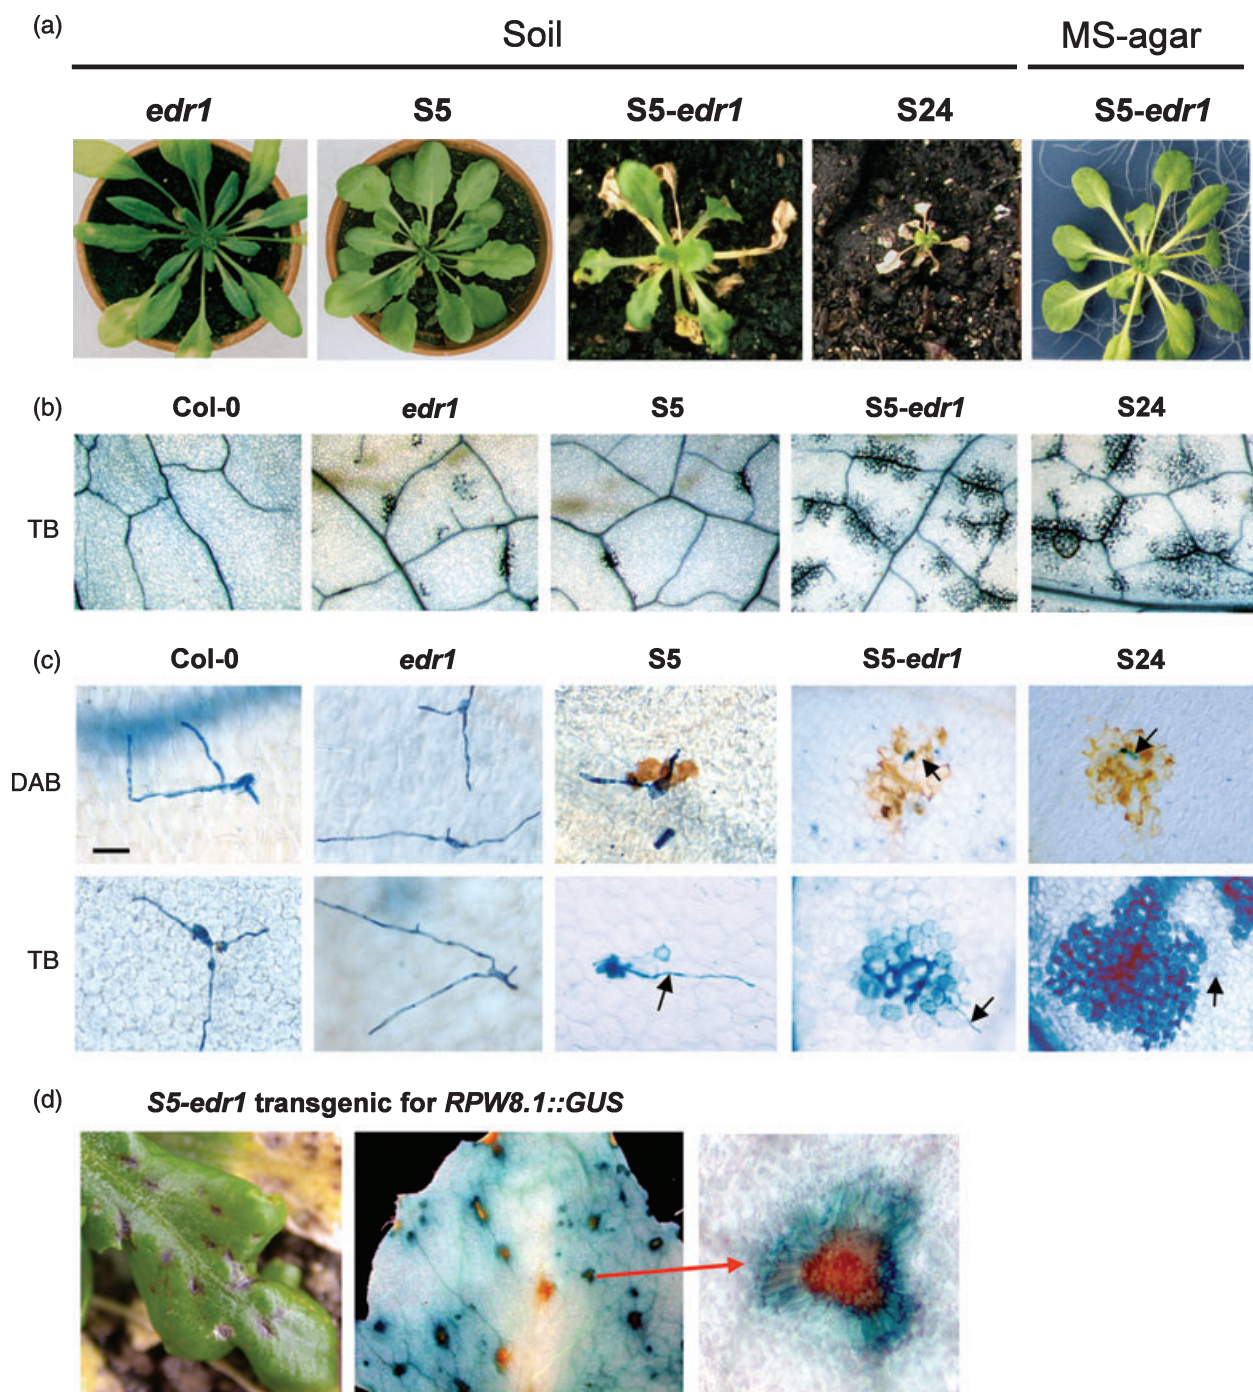 (a)
Soil
MS-agar
edr1
S5
S5-edr1
S24
S5-edr1
(b)
Col-0
edr1
S5
S5-edr1
S24
TB
(c)
Col-0
edr1
S5
S5-edr1
S24
DAB
TB
(d)
S5-edr1 transgenic for RPW8.1::GUS